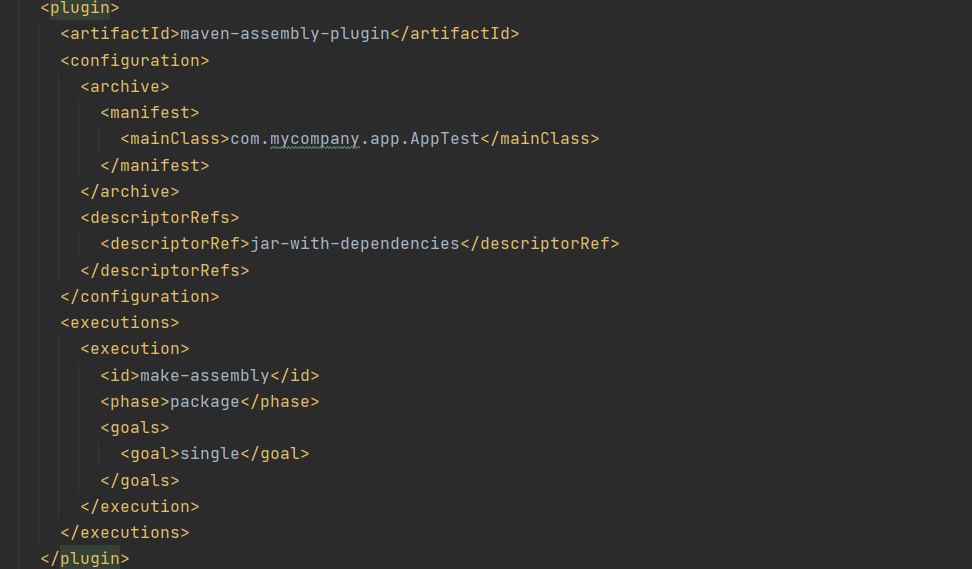 <plugin>
<artifactId>maven-assembly-plugin</artifactId>
<configuration>
<archive>
<manifest>
<mainClass>com.mycompany.app.AppTest</mainClass>
</manifest>
</archive>
<descriptorRefs>
<descriptorRef>jar-with-dependencies</descriptorRef>
</descriptorRefs>
</configuration>
<executions>
<execution>
<id>make-assembly</id>
<phase>package</phase>
<goals>
<goal>single</goal>
</goals>
</execution>
</executions>
</plugin>